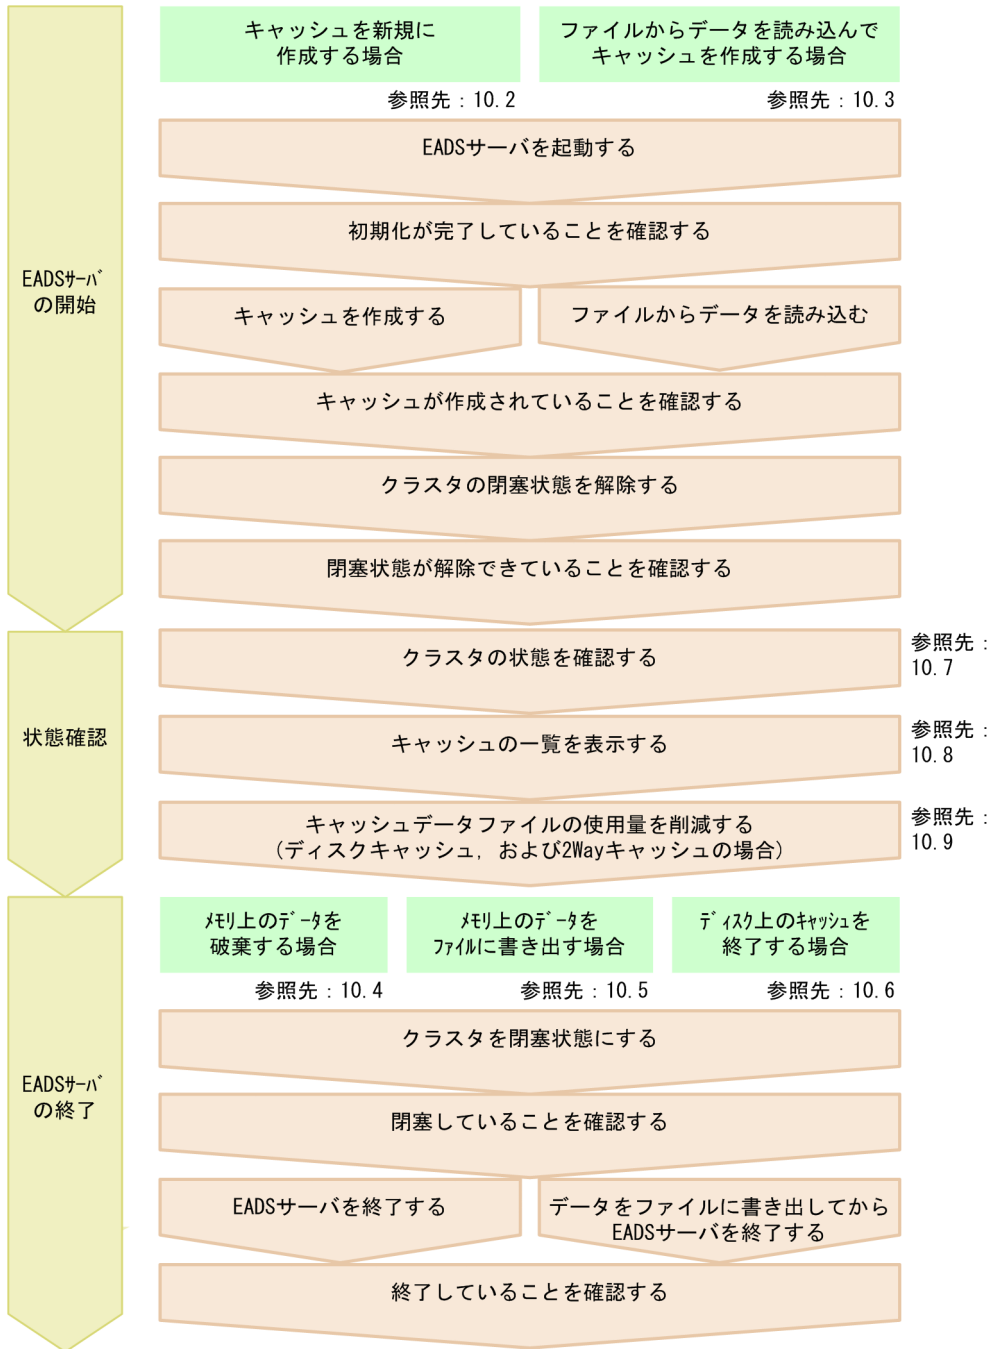 キャッシュを新規に
作成する場合
ファイルからデータを読み込んで
キャッシュを作成する場合
参照先：10.2
参照先：10.3
EADSサーバを起動する
初期化が完了していることを確認する
EADSｻｰﾊﾞ
の開始
キャッシュを作成する
ファイルからデータを読み込む
キャッシュが作成されていることを確認する
クラスタの閉塞状態を解除する
閉塞状態が解除できていることを確認する
クラスタの状態を確認する
参照先：
10.7
状態確認
キャッシュの一覧を表示する
参照先：
10.8
キャッシュデータファイルの使用量を削減する
（ディスクキャッシュ，および2Wayキャッシュの場合）
参照先：
10.9
ﾒﾓﾘ上のﾃﾞｰﾀを
破棄する場合
ﾒﾓﾘ上のﾃﾞｰﾀを
ﾌｧｲﾙに書き出す場合
ﾃﾞｨｽｸ上のｷｬｯｼｭを
終了する場合
参照先：10.4
参照先：10.5
参照先：10.6
クラスタを閉塞状態にする
EADSｻｰﾊﾞ
の終了
閉塞していることを確認する
EADSサーバを終了する
データをファイルに書き出してから
EADSサーバを終了する
終了していることを確認する